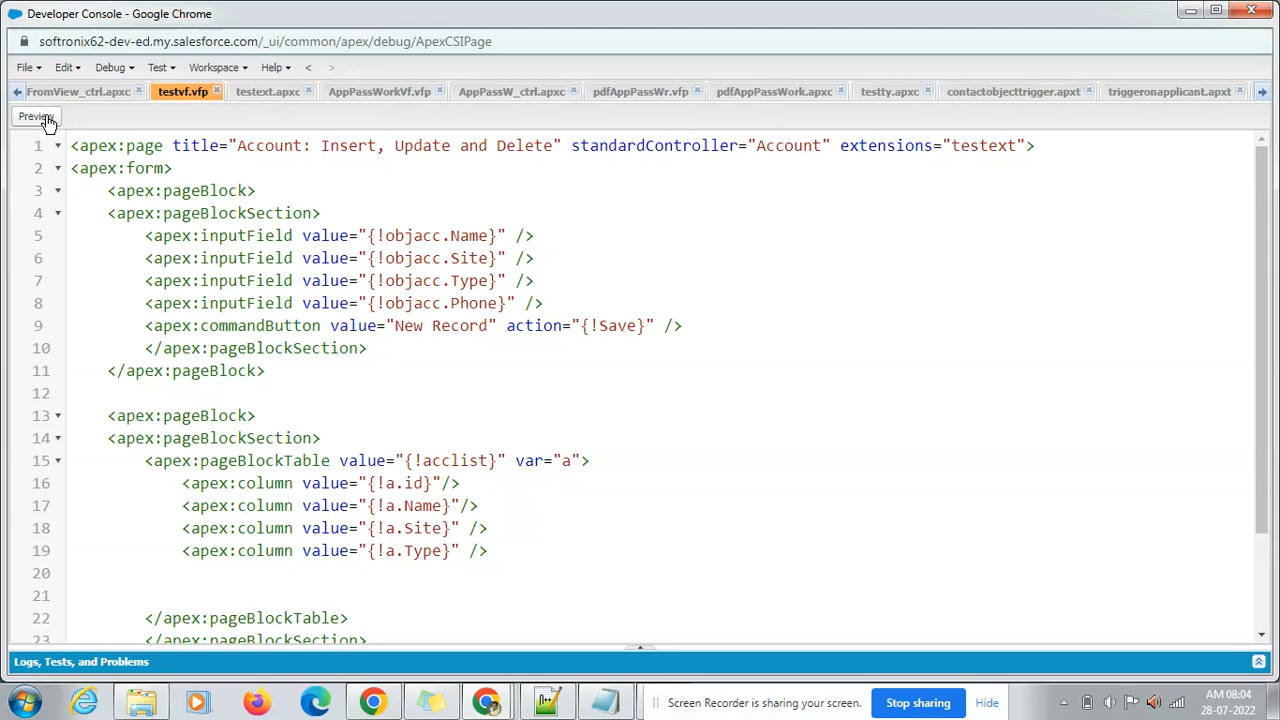 Developer Console - Google Chrome
softronix62-dev-ed.my.salesforce.com/_ui/common/apex/debug/ApexCSIPage
File Edit Debug Test Workspace Help < >
FromView_ctrl.apxc testvf.vfp testext.apxc AppPassWorkVf.vfp AppPassW_ctrl.apxc pdfAppPassWr.vfp pdfAppPassWork.apxc testty.apxc contactobjecttrigger.apxt triggeronapplicant.apxt
Preview
1 <apex:page title="Account: Insert, Update and Delete" standardController="Account" extensions="testext">
2 <apex:form>
3 <apex:pageBlock>
4 <apex:pageBlockSection>
5 <apex:inputField value="{!objacc.Name}" />
6 <apex:inputField value="{!objacc.Site}" />
7 <apex:inputField value="{!objacc.Type}" />
8 <apex:inputField value="{!objacc.Phone}" />
9 <apex:commandButton value="New Record" action="{!Save}" />
10 </apex:pageBlockSection>
11 </apex:pageBlock>
12
13 <apex:pageBlock>
14 <apex:pageBlockSection>
15 <apex:pageBlockTable value="{!acclist}" var="a">
16 <apex:column value="{!a.id}"/>
17 <apex:column value="{!a.Name}"/>
18 <apex:column value="{!a.Site}" />
19 <apex:column value="{!a.Type}" />
20
21
22 </apex:pageBlockTable>
23 </apex:pageBlockSection>
Logs, Tests, and Problems
Screen Recorder is sharing your screen. Stop sharing Hide
AM 08:04
28-07-2022